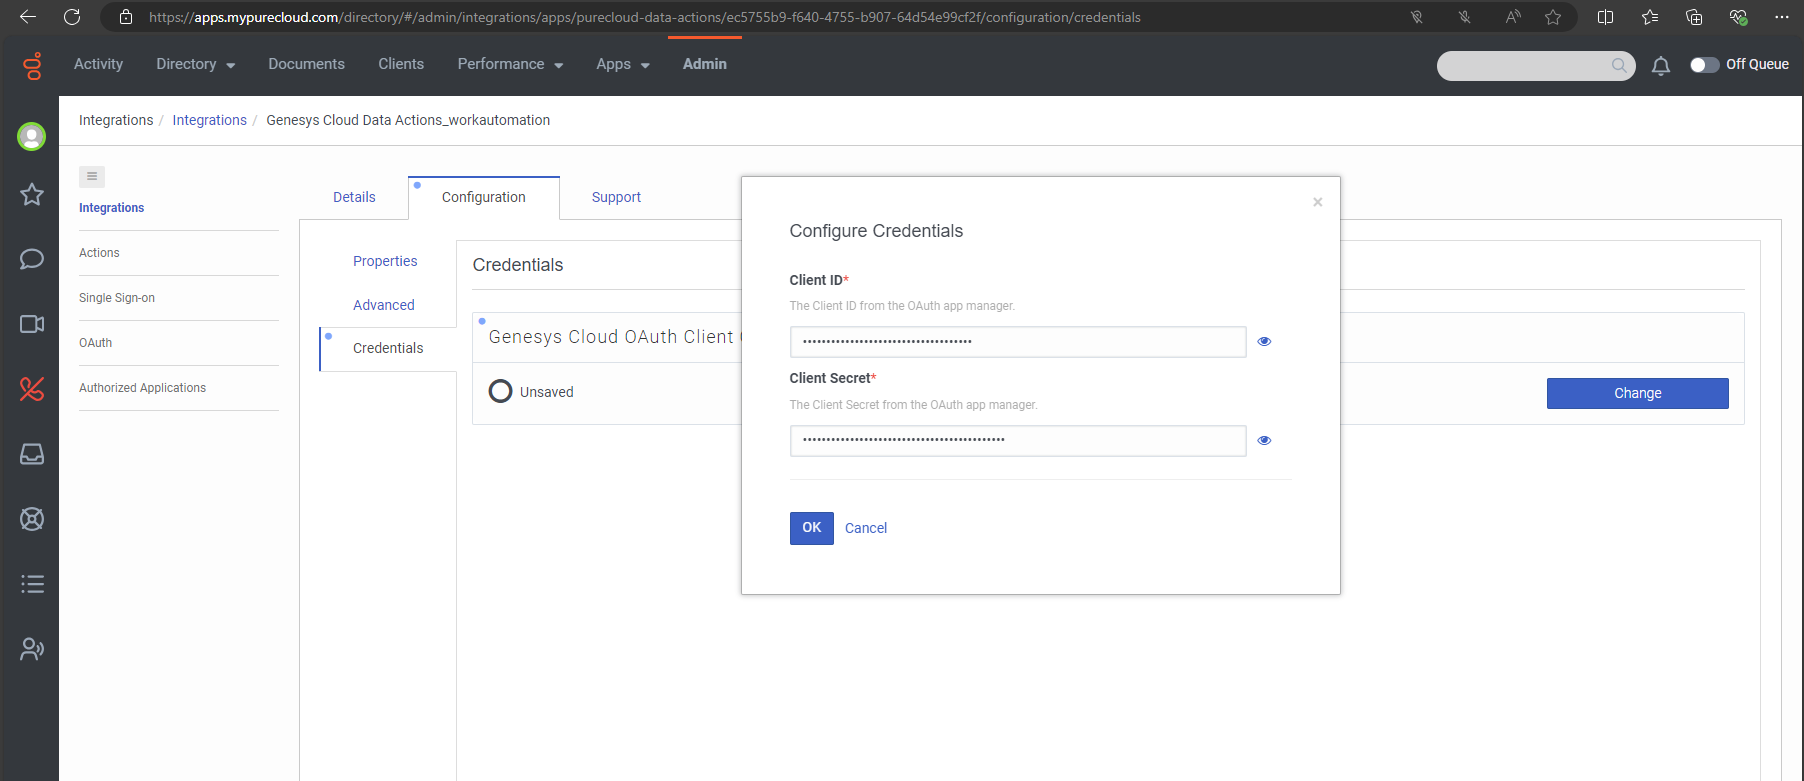 https://apps.mypurecloud.com/directory/#/admin/integrations/apps/purecloud-data-actions/ec5755b9-f640-4755-b907-64d54e99cf2f/configuration/credentials
Activity Directory Documents Clients Performance Apps Admin Off Queue
Integrations / Integrations / Genesys Cloud Data Actions_workautomation
Integrations
Actions
Single Sign-on
OAuth
Authorized Applications
Details Configuration Support
Properties
Advanced
Credentials
Credentials
Genesys Cloud OAuth Client
Unsaved
Change
×
Configure Credentials
Client ID*
The Client ID from the OAuth app manager.
Client Secret*
The Client Secret from the OAuth app manager.
OK Cancel